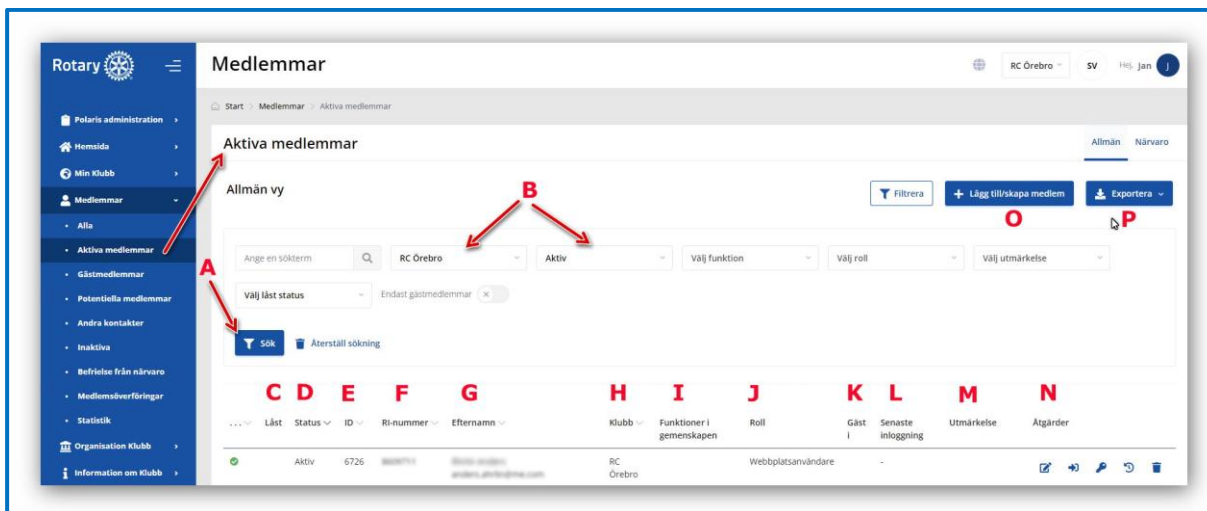 Rotary
Medlemmar
RC Örebro
SV
Hej, Jan
J
Start > Medlemmar > Aktiva medlemmar
Polaris administration
Hemsida
Min Klubb
Medlemmar
Alla
Aktiva medlemmar
Gästmedlemmar
Potentiella medlemmar
Andra kontakter
Inaktiva
Befrielse från närvaro
Medlemsöverföringar
Statistik
Organisation Klubb
Information om Klubb
Aktiva medlemmar
Allmän Närvaro
Allmän vy
B
Filtrera
+ Lägg till/skapa medlem
Exportera
O P
A
Ange en sökterm
RC Örebro
Aktiv
Välj funktion
Välj roll
Välj utmärkelse
Välj låst status
Endast gästmedlemmar
Sök
Återställ sökning
C D E F G H I J K L M N
... Låst Status ID RI-nummer Efternamn Klubb Funktioner i gemenskapen Roll Gäst i Senaste inloggning Utmärkelse Åtgärder
Aktiv 6726 RC Örebro Webbplatsanvändare -